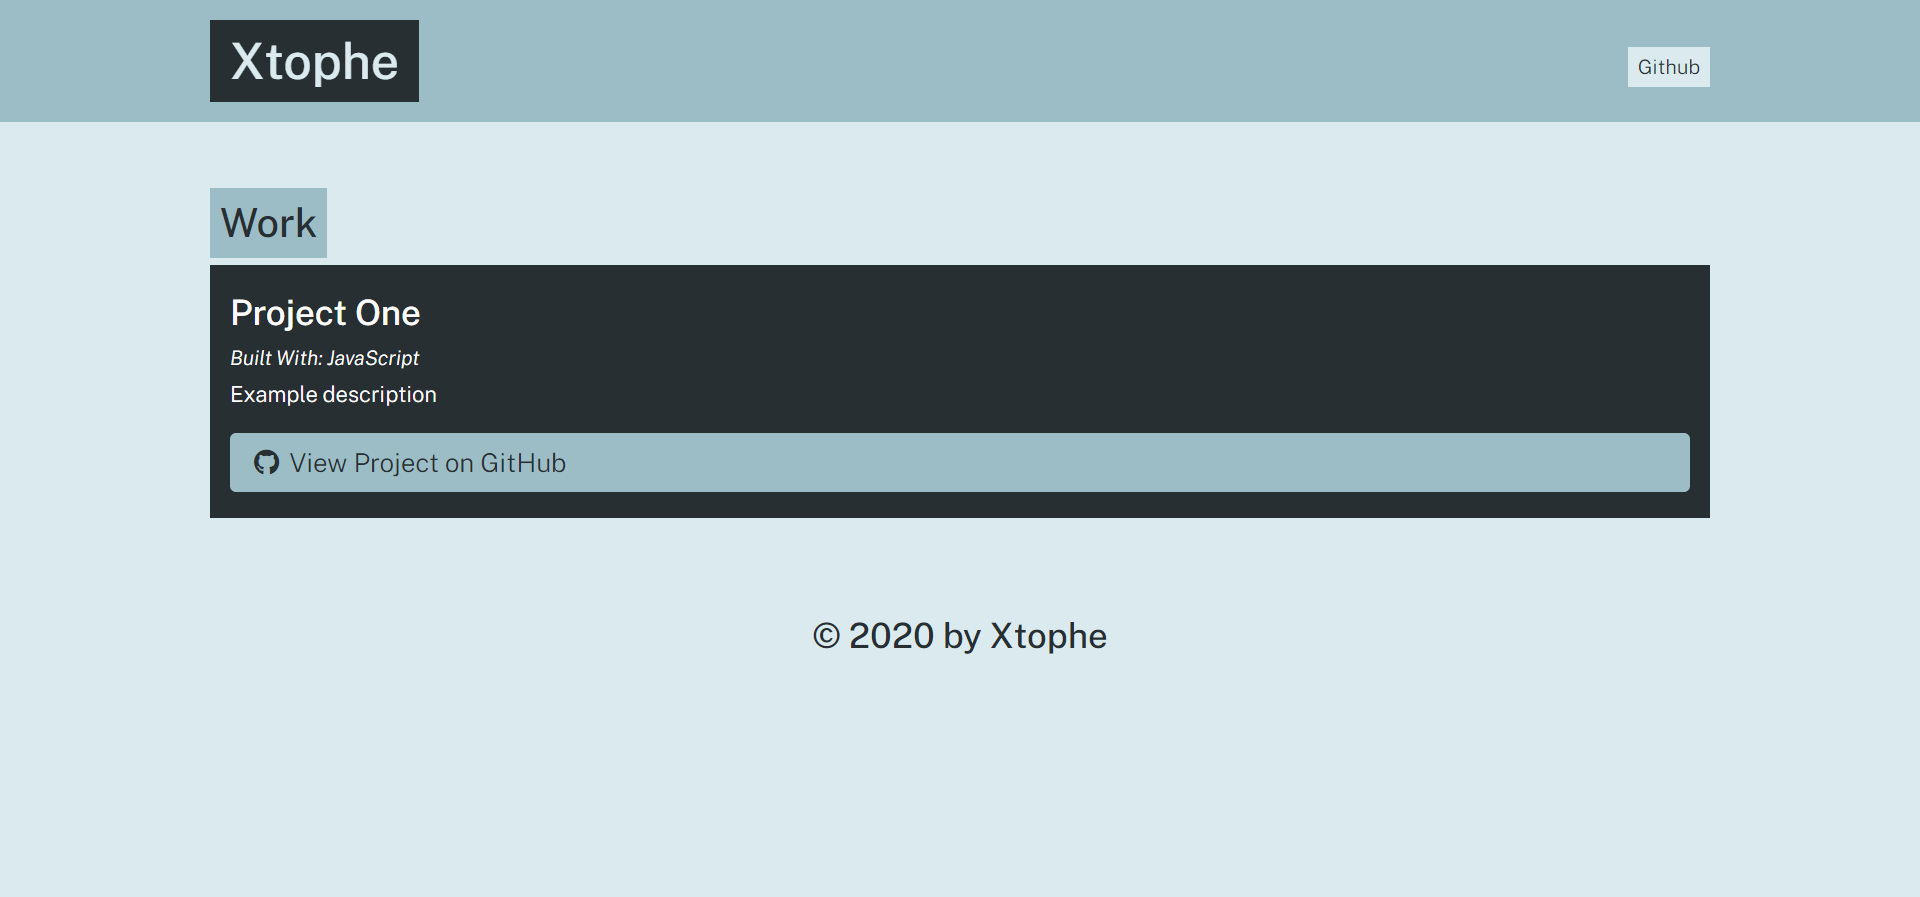 Xtophe
Github
Work
Project One
Built With: JavaScript
Example description
View Project on GitHub
© 2020 by Xtophe